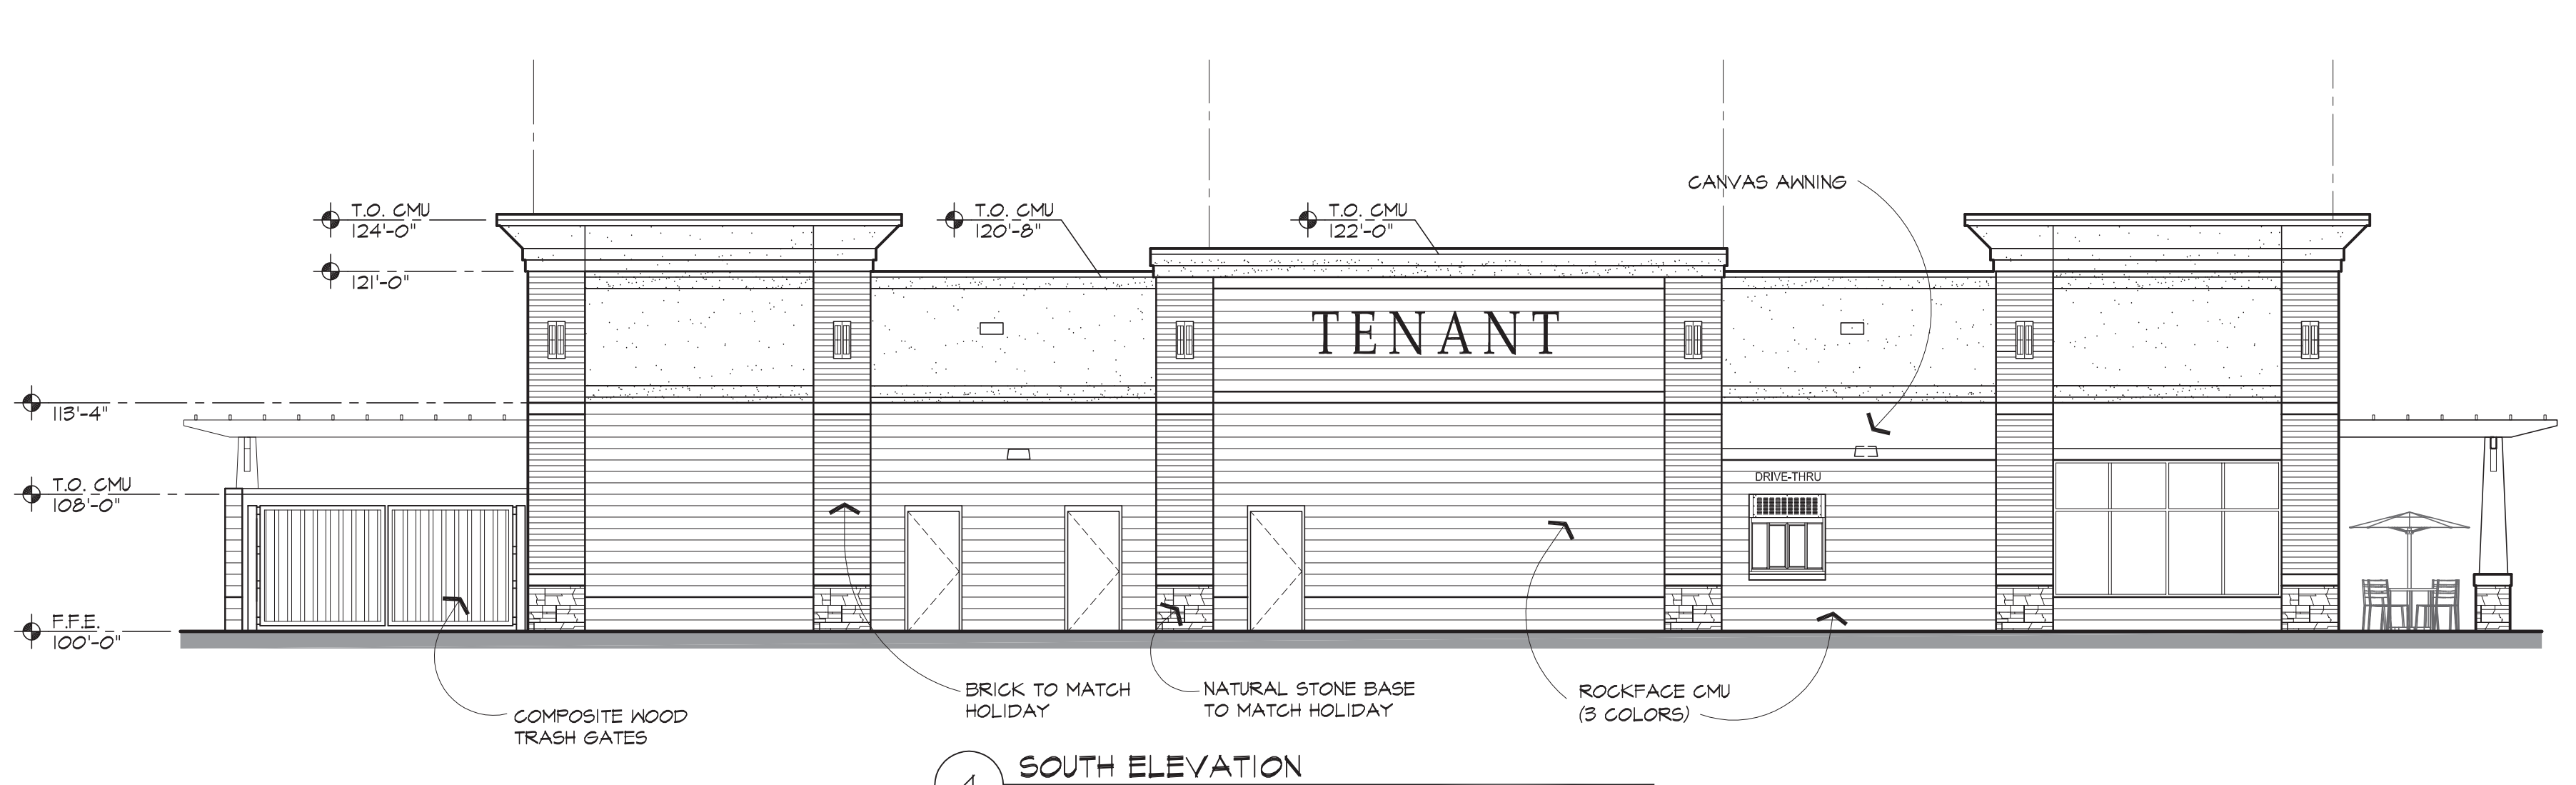 CANVAS AWNING
T.O. CMU
124'-0"
T.O. CMU
120'-8"
T.O. CMU
122'-0"
121'-0"
TENANT
113'-4"
DRIVE-THRU
T.O. CMU
108'-0"
F.F.E.
100'-0"
BRICK TO MATCH
HOLIDAY
NATURAL STONE BASE
TO MATCH HOLIDAY
ROCKFACE CMU
(3 COLORS)
COMPOSITE WOOD
TRASH GATES
SOUTH ELEVATION